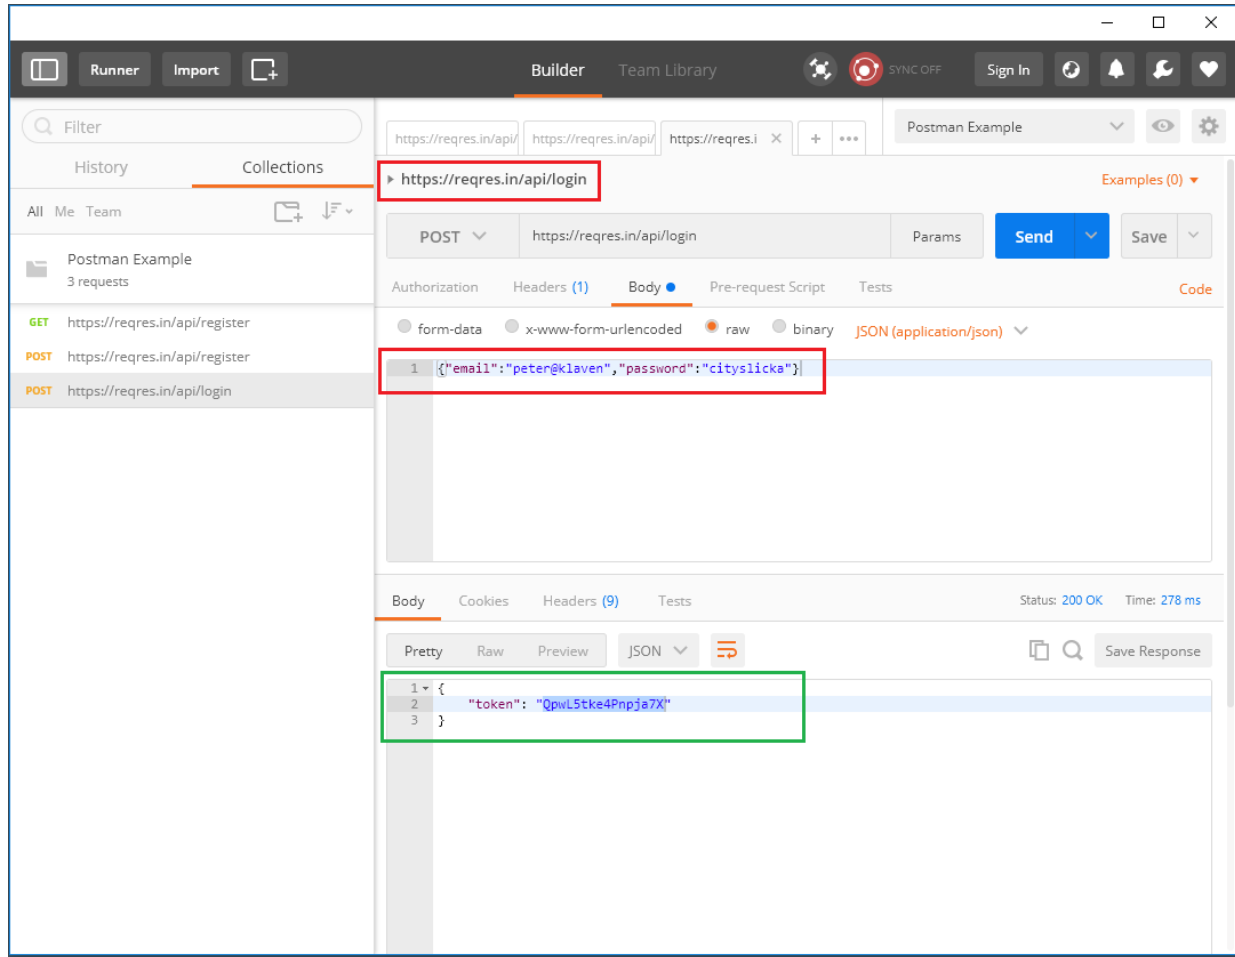 Runner Import Builder Team Library SYNC OFF Sign In
Filter
History Collections
All Me Team
Postman Example
3 requests
GET https://reqres.in/api/register
POST https://reqres.in/api/register
POST https://reqres.in/api/login
https://reqres.in/api/ https://reqres.in/api/ https://reqres.i + ••• Postman Example
https://reqres.in/api/login Examples (0)
POST https://reqres.in/api/login Params Send Save
Authorization Headers (1) Body Pre-request Script Tests Code
form-data x-www-form-urlencoded raw binary JSON (application/json)
1 {"email":"peter@klaven","password":"cityslicka"}
Body Cookies Headers (9) Tests Status: 200 OK Time: 278 ms
Pretty Raw Preview JSON Save Response
1 {
2 "token": "QpwL5tke4Pnpja7X"
3 }